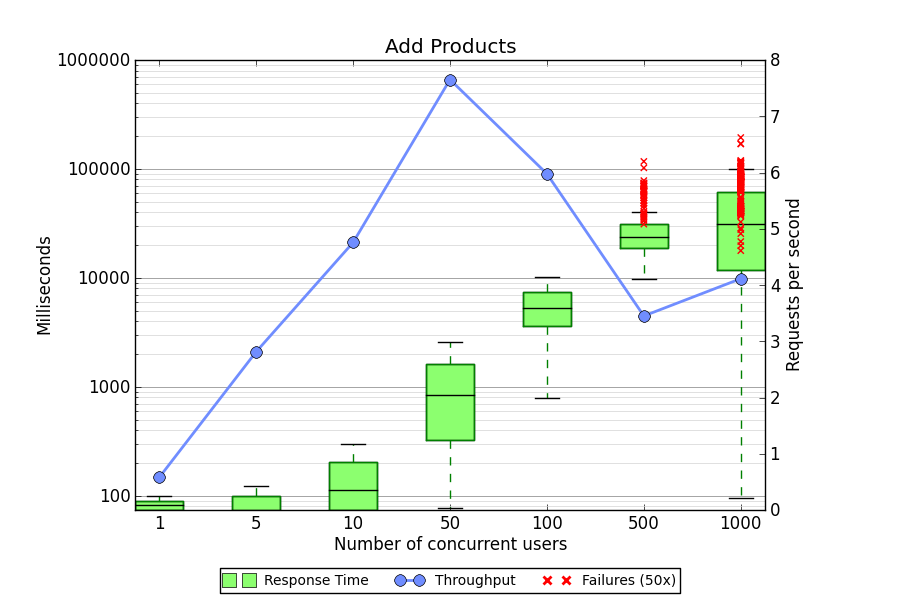 Add Products
1000000
100000
10000
1000
100
Milliseconds
8
7
6
5
4
3
2
1
0
Requests per second
1 5 10 50 100 500 1000
Number of concurrent users
Response Time Throughput Failures (50x)